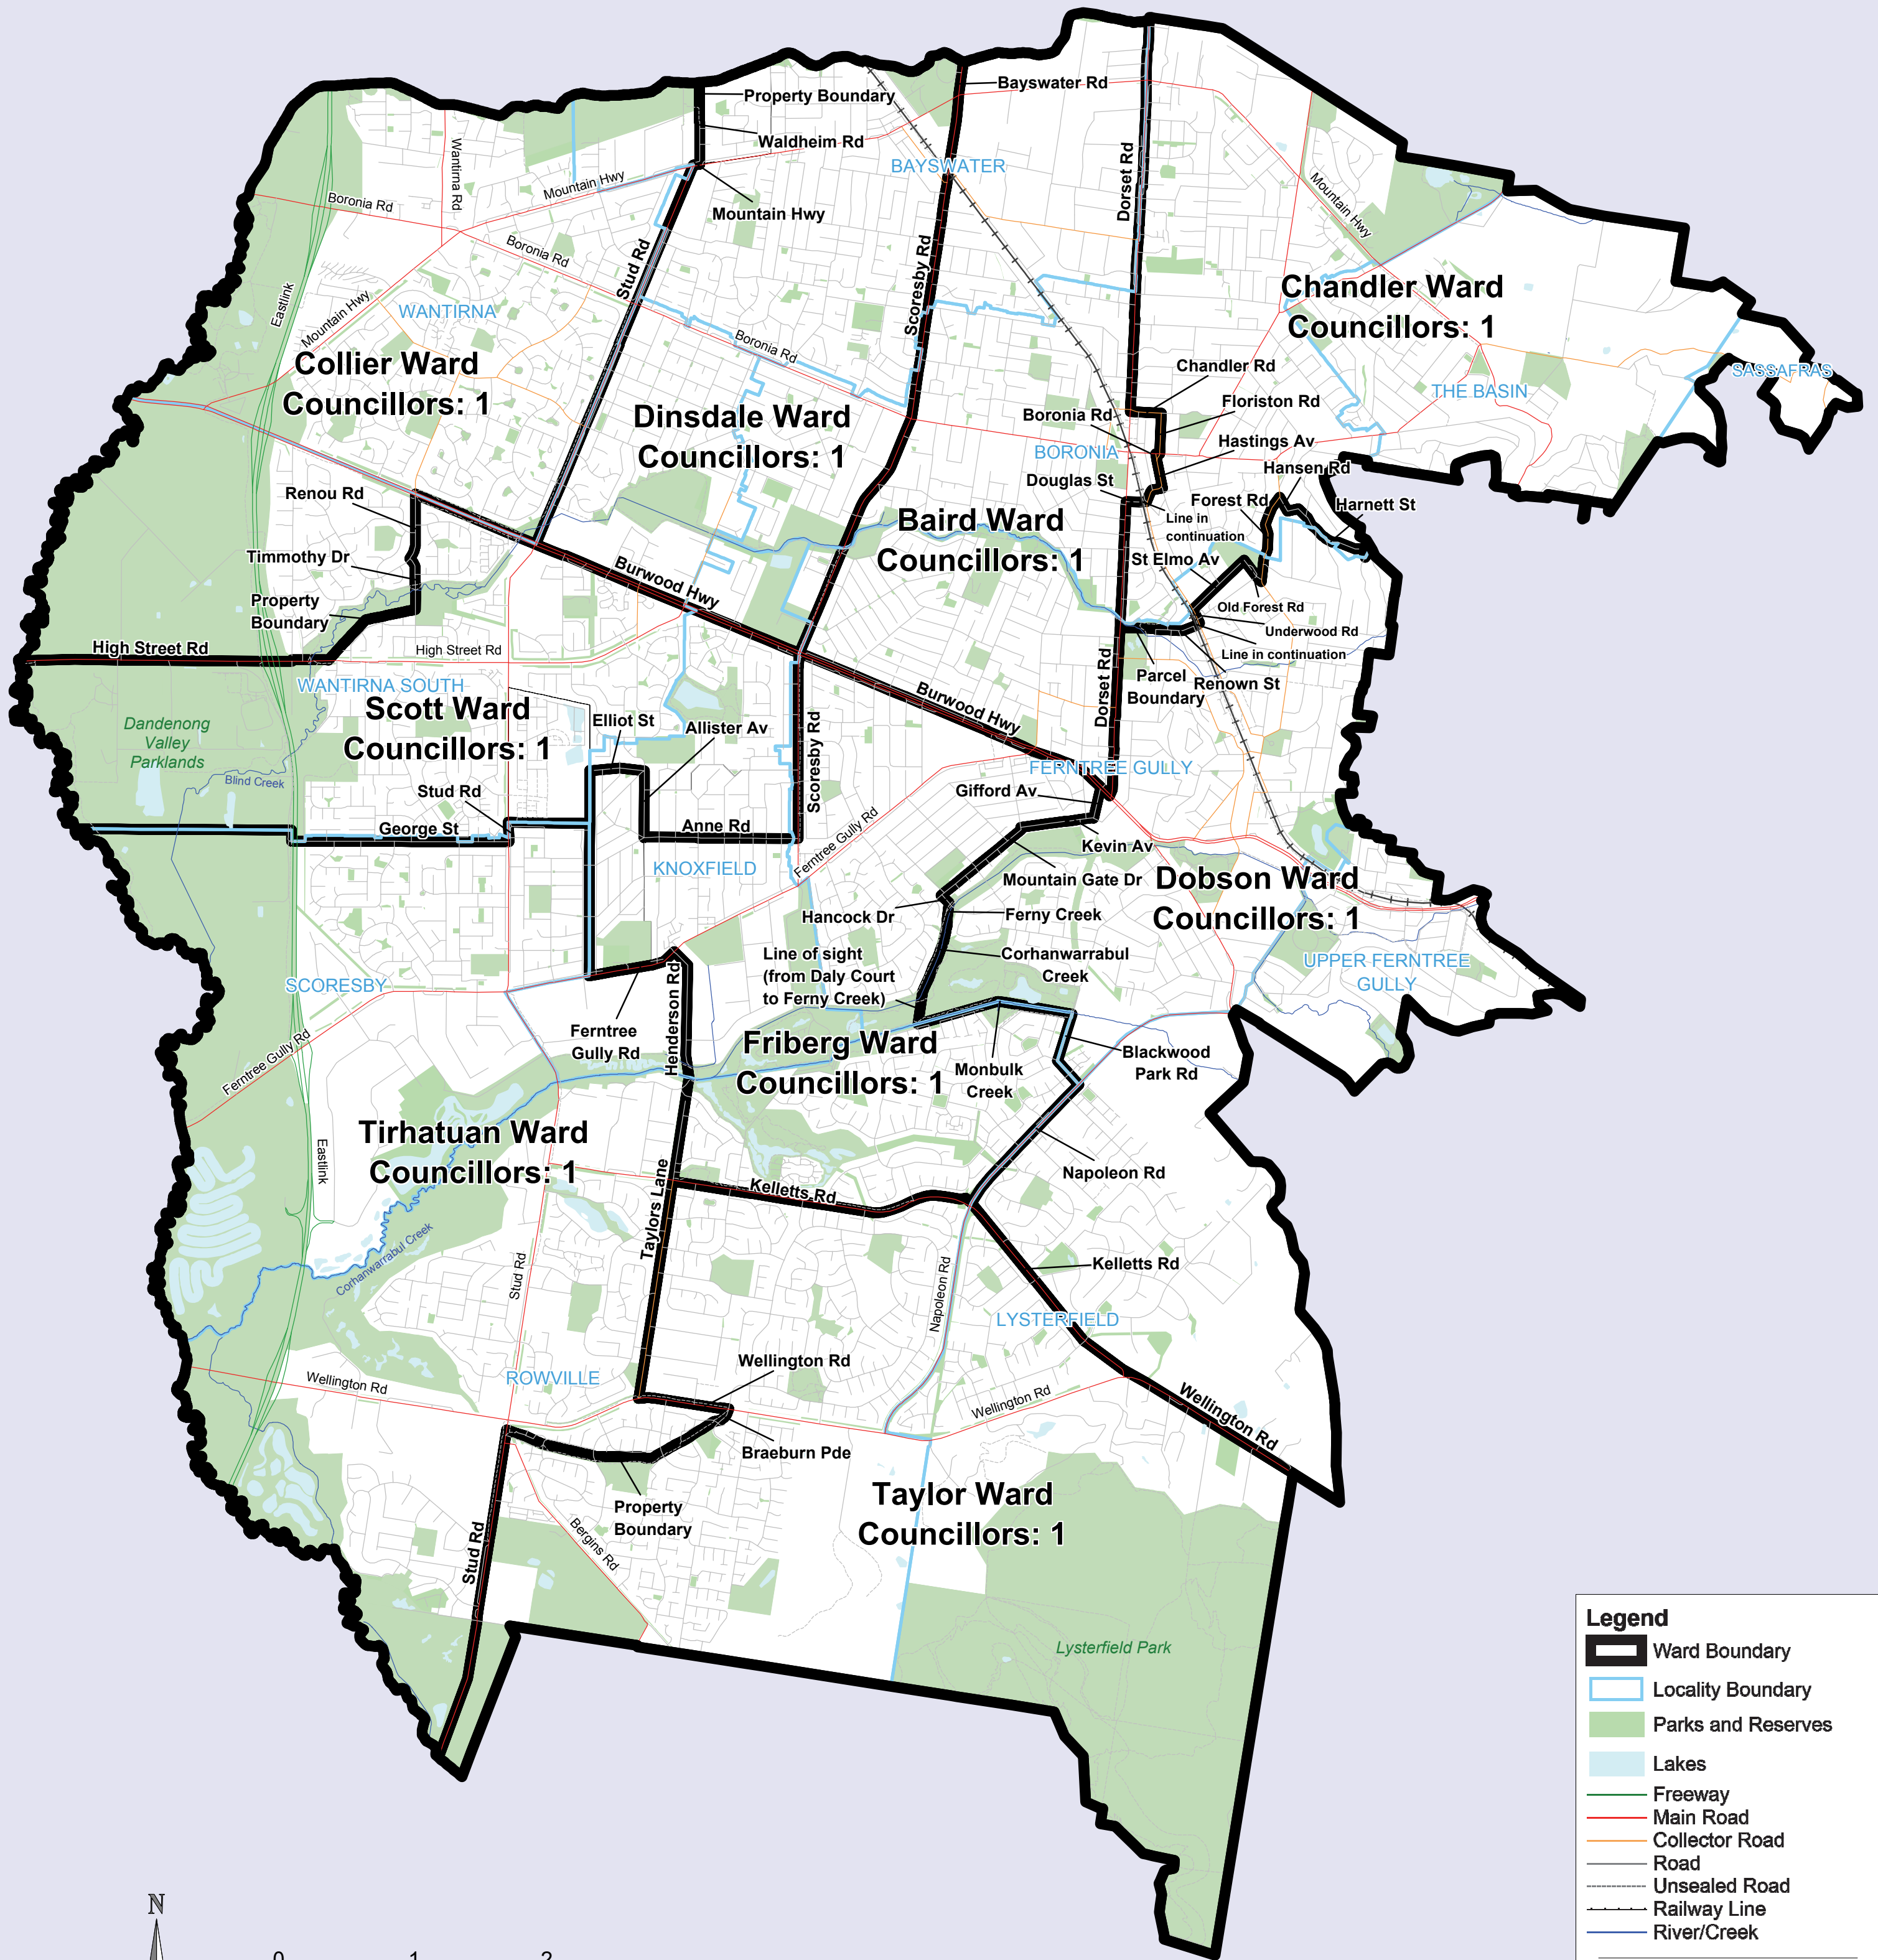 Bayswater Rd
Property Boundary
Waldheim Rd
Wantirna Rd
BAYSWATER
Mountain Hwy
Dorset Rd
Mountain Hwy
Boronia Rd
Mountain Hwy
Boronia Rd
Stud Rd
Scoresby Rd
Chandler Ward
Councillors: 1
Eastlink
Mountain Hwy
WANTIRNA
Boronia Rd
Collier Ward
Councillors: 1
Chandler Rd
SASSAFRAS
THE BASIN
Floriston Rd
Dinsdale Ward
Councillors: 1
Boronia Rd
Hastings Av
BORONIA
Hansen Rd
Douglas St
Renou Rd
Forest Rd
Harnett St
Baird Ward
Councillors: 1
Line in
continuation
Timmothy Dr
St Elmo Av
Burwood Hwy
Property
Boundary
Old Forest Rd
Underwood Rd
High Street Rd
High Street Rd
Line in continuation
WANTIRNA SOUTH
Parcel
Boundary
Renown St
Dorset Rd
Burwood Hwy
Scott Ward
Councillors: 1
Elliot St
Allister Av
Dandenong
Valley
Parklands
Scoresby Rd
FERNTREE GULLY
Blind Creek
Stud Rd
Gifford Av
George St
Anne Rd
Ferntree Gully Rd
Kevin Av
KNOXFIELD
Mountain Gate Dr
Dobson Ward
Councillors: 1
Hancock Dr
Ferny Creek
Line of sight
(from Daly Court
to Ferny Creek)
Corhanwarrabul
Creek
UPPER FERNTREE
GULLY
SCORESBY
Henderson Rd
Ferntree
Gully Rd
Ferntree Gully Rd
Friberg Ward
Councillors: 1
Monbulk
Creek
Blackwood
Park Rd
Tirhatuan Ward
Councillors: 1
Eastlink
Napoleon Rd
Kelletts Rd
Taylors Lane
Corhanwarrabul Creek
Stud Rd
Napoleon Rd
Kelletts Rd
LYSTERFIELD
Wellington Rd
ROWVILLE
Wellington Rd
Wellington Rd
Wellington Rd
Braeburn Pde
Property
Boundary
Taylor Ward
Councillors: 1
Stud Rd
Bergins Rd
Lysterfield Park
Legend
Ward Boundary
Locality Boundary
Parks and Reserves
Lakes
Freeway
Main Road
Collector Road
Road
Unsealed Road
Railway Line
River/Creek
N
0 1 2